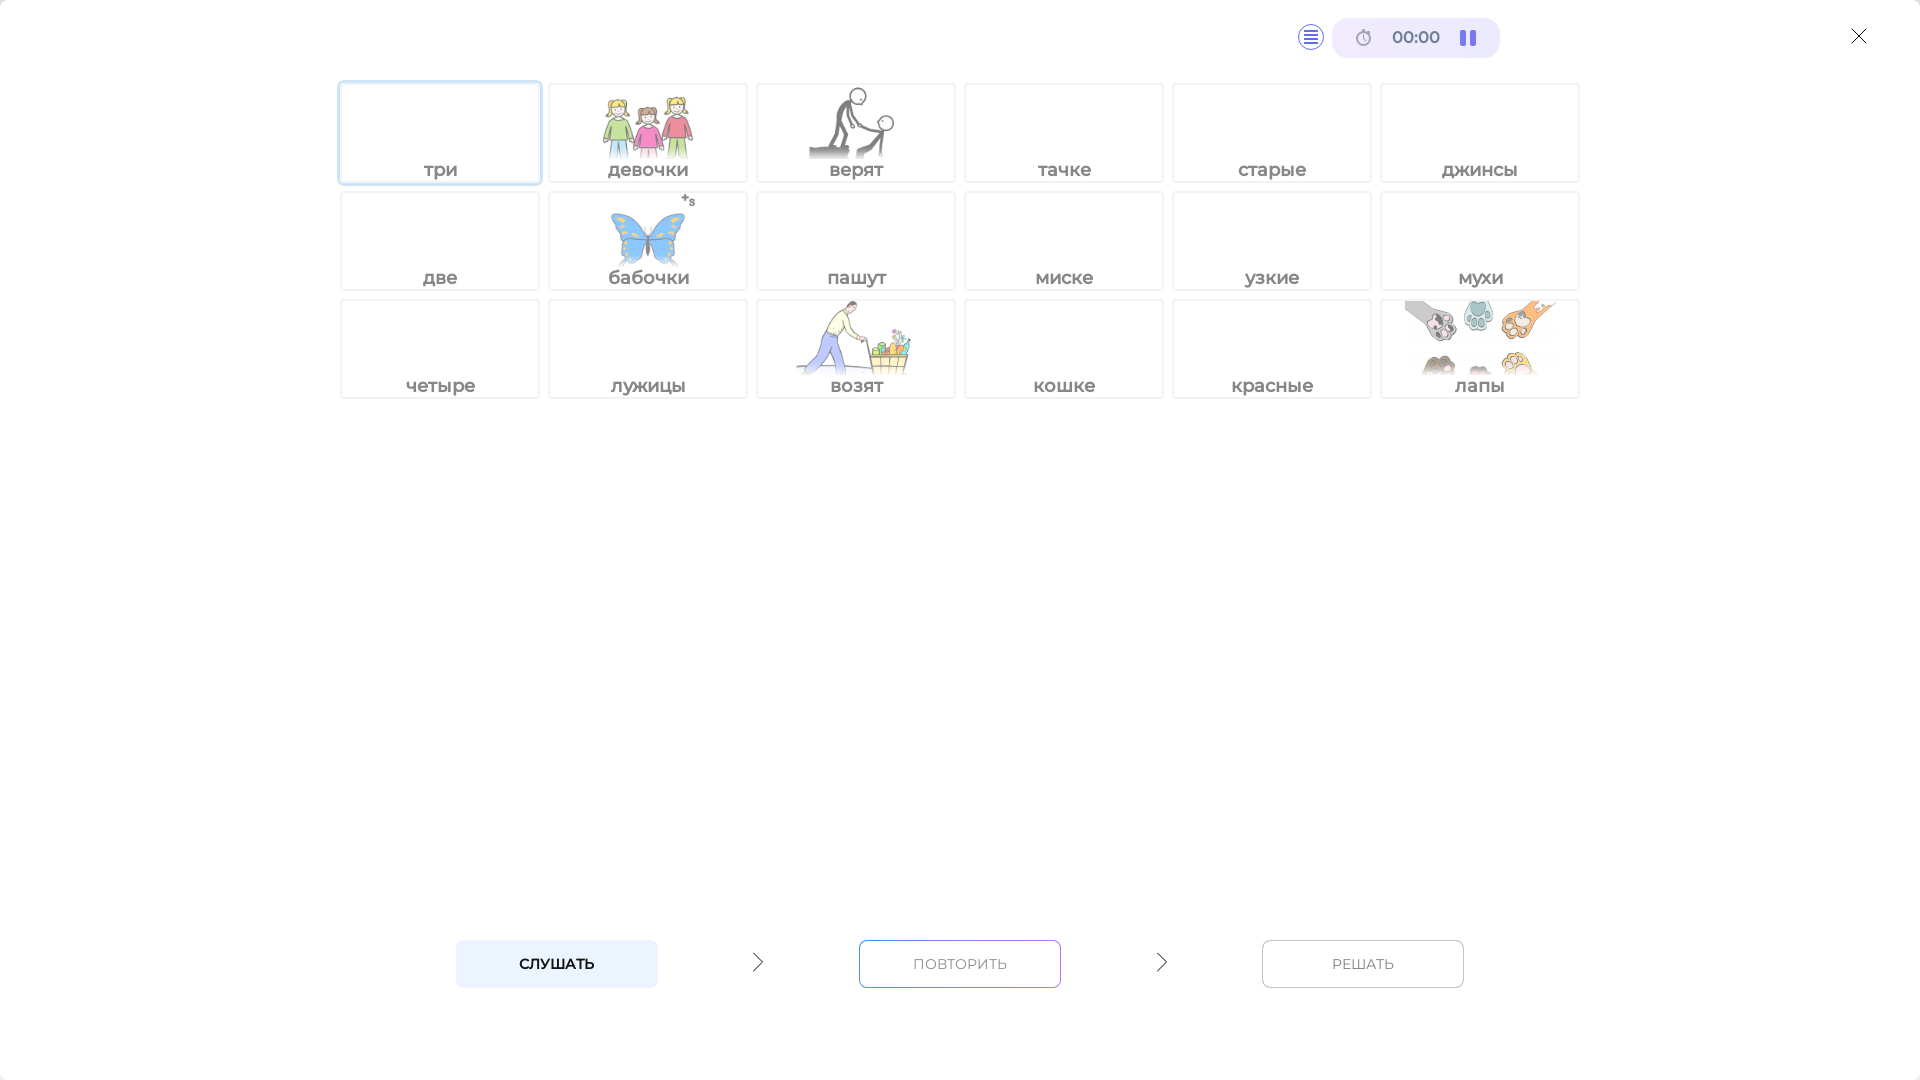 00:00
три девочки верят тачке старые джинсы
+s
две бабочки пашут миске узкие мухи
четыре лужицы возят кошке красные лапы
СЛУШАТЬ ПОВТОРИТЬ РЕШАТЬ